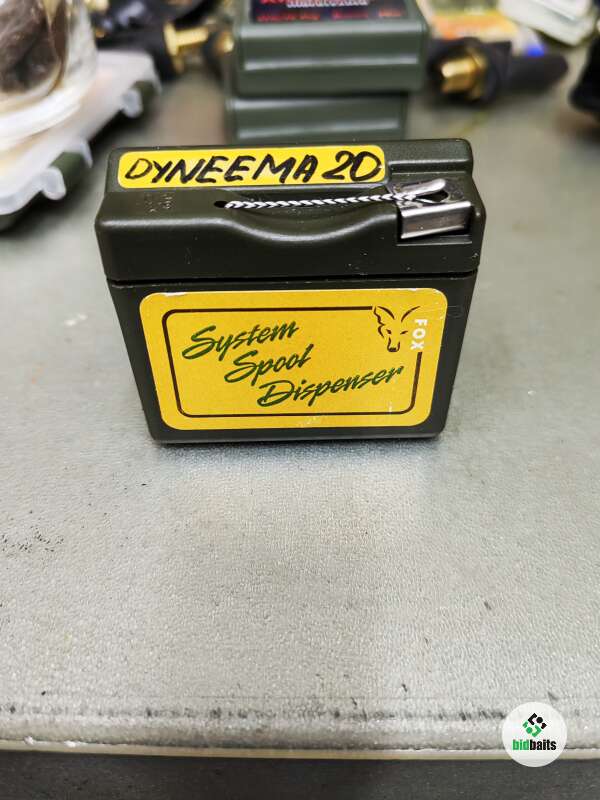 DYNEEMA 20
System
Spool
Dispenser
FOX
bidbaits